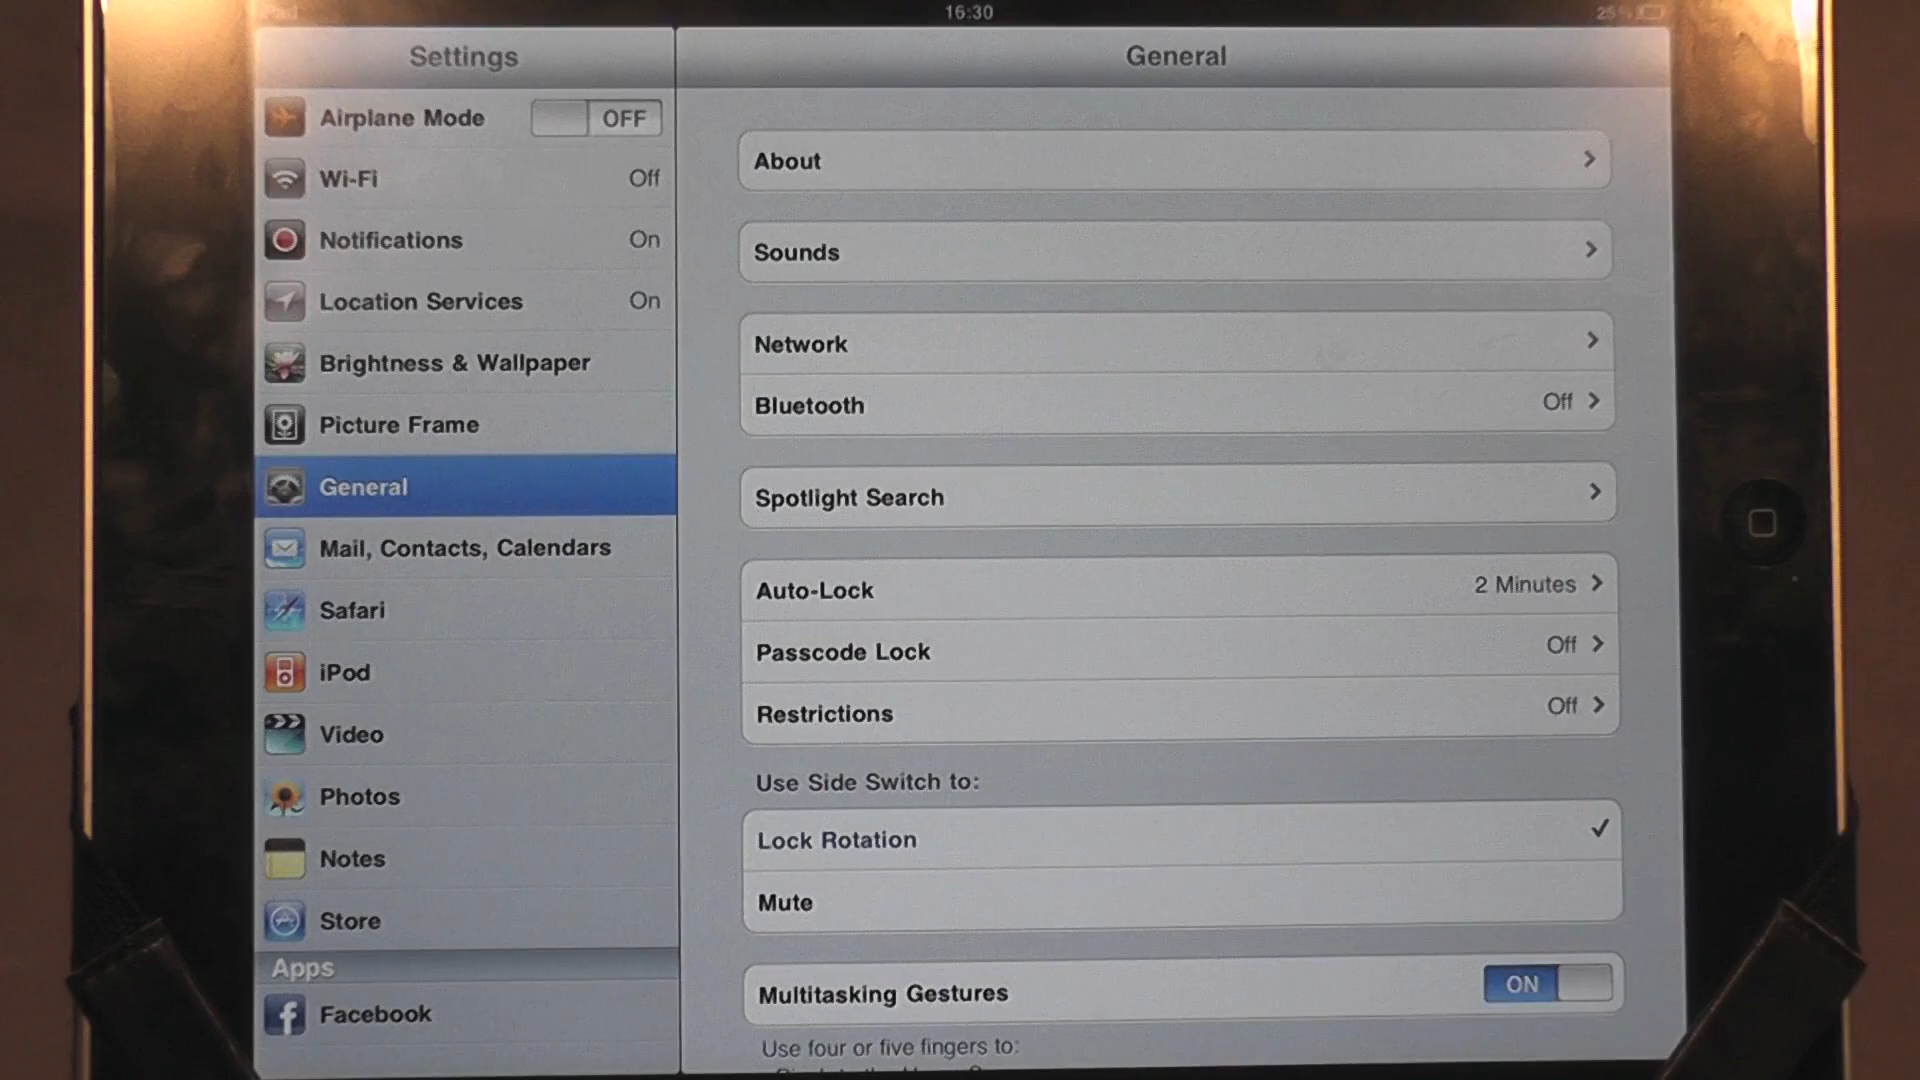 iPad 16:30 25%
Settings
Airplane Mode OFF
Wi-Fi Off
Notifications On
Location Services On
Brightness & Wallpaper
Picture Frame
General
Mail, Contacts, Calendars
Safari
iPod
Video
Photos
Notes
Store
Apps
Facebook
General
About
Sounds
Network
Bluetooth Off
Spotlight Search
Auto-Lock 2 Minutes
Passcode Lock Off
Restrictions Off
Use Side Switch to:
Lock Rotation
Mute
Multitasking Gestures ON
Use four or five fingers to: